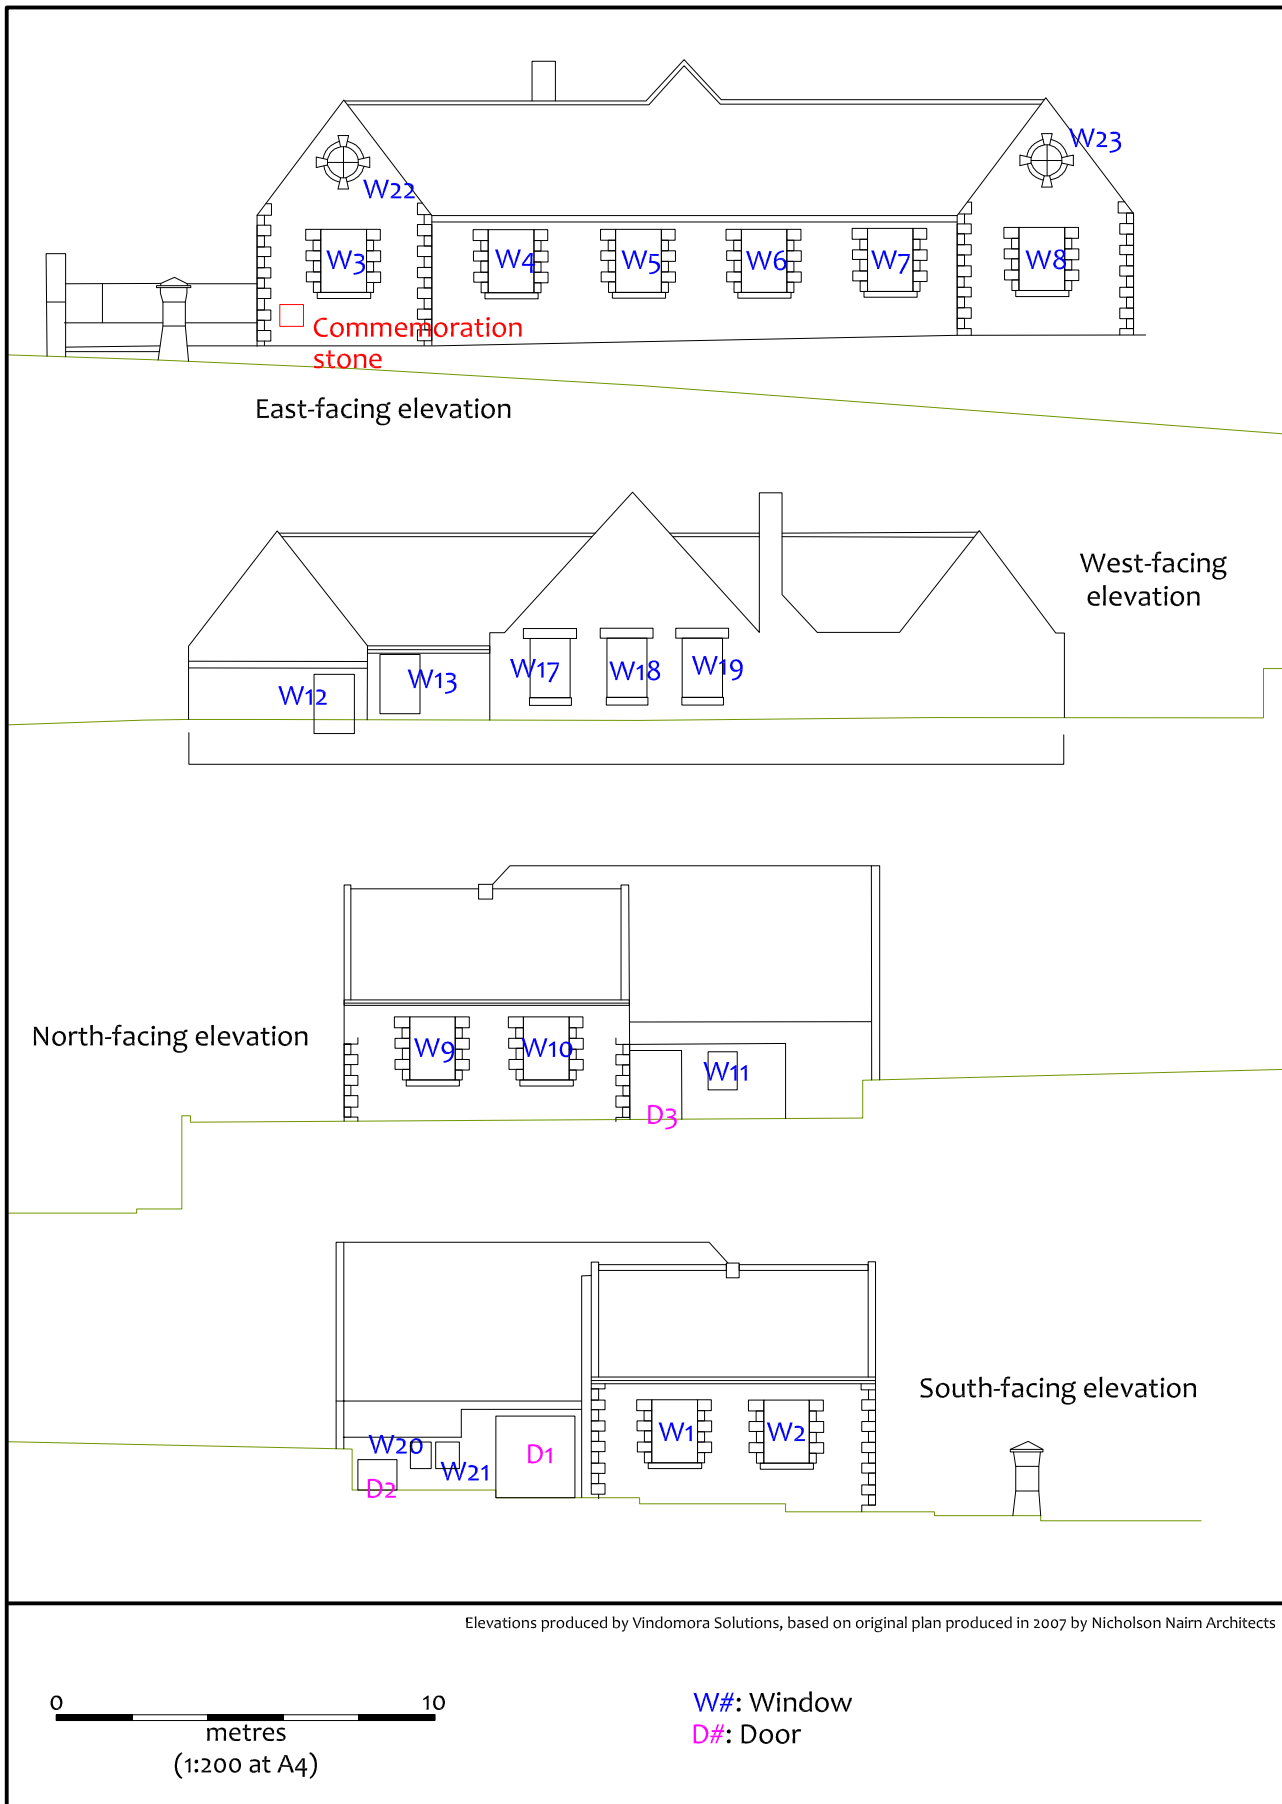 W23
W22
W3
W4
W5
W6
W7
W8
Commemoration
stone
East-facing elevation
West-facing
elevation
W12
W13
W17
W18
W19
North-facing elevation
W9
W10
W11
D3
South-facing elevation
W1
W2
W20
W21
D1
D2
Elevations produced by Vindomora Solutions, based on original plan produced in 2007 by Nicholson Nairn Architects
0 10
metres
(1:200 at A4)
W#: Window
D#: Door